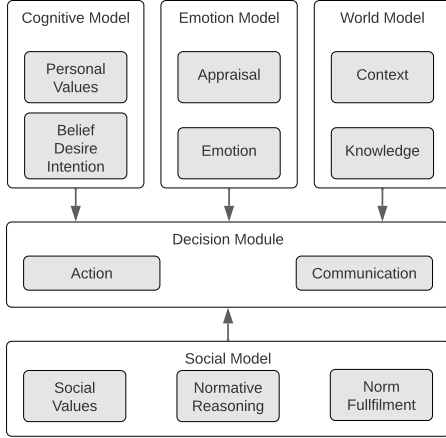 Cognitive Model
Personal
Values
Belief
Desire
Intention
Emotion Model
Appraisal
Emotion
World Model
Context
Knowledge
Decision Module
Action
Communication
Social Model
Social
Values
Normative
Reasoning
Norm
Fullfilment